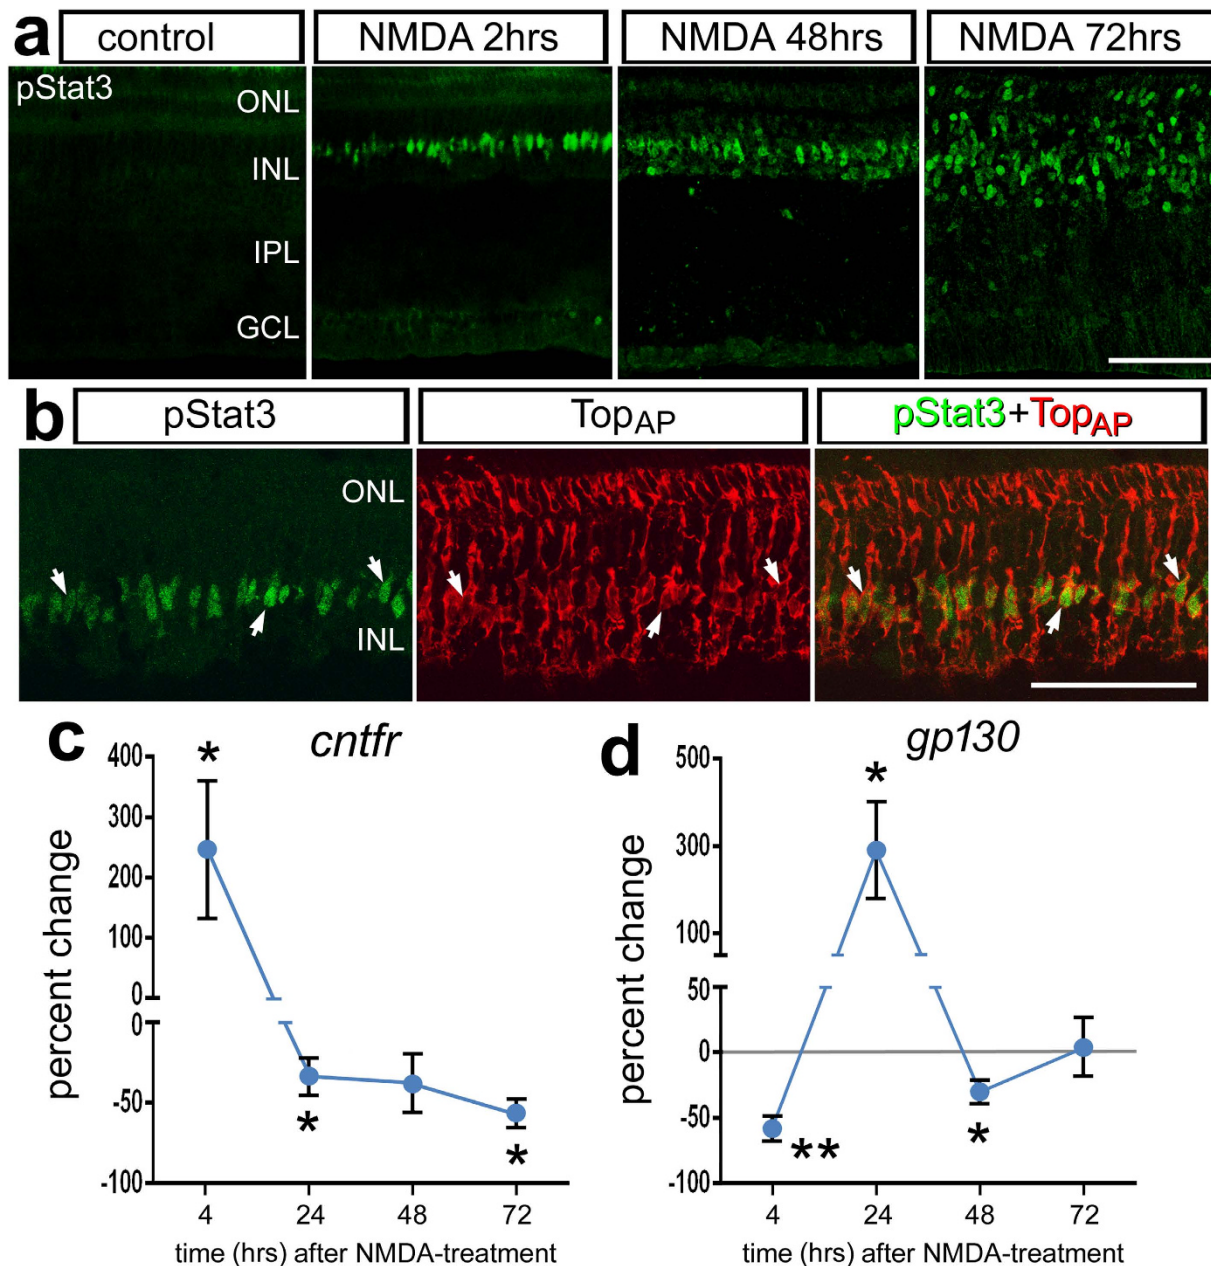 a
control
NMDA 2hrs
NMDA 48hrs
NMDA 72hrs
pStat3
ONL
INL
IPL
GCL
b
pStat3
TopAP
pStat3+TopAP
ONL
INL
c
cntfr
percent change
400
300
200
100
0
0
-50
-100
*
*
*
4
24
48
72
time (hrs) after NMDA-treatment
d
gp130
percent change
500
300
100
50
0
-50
-100
*
**
*
4
24
48
72
time (hrs) after NMDA-treatment